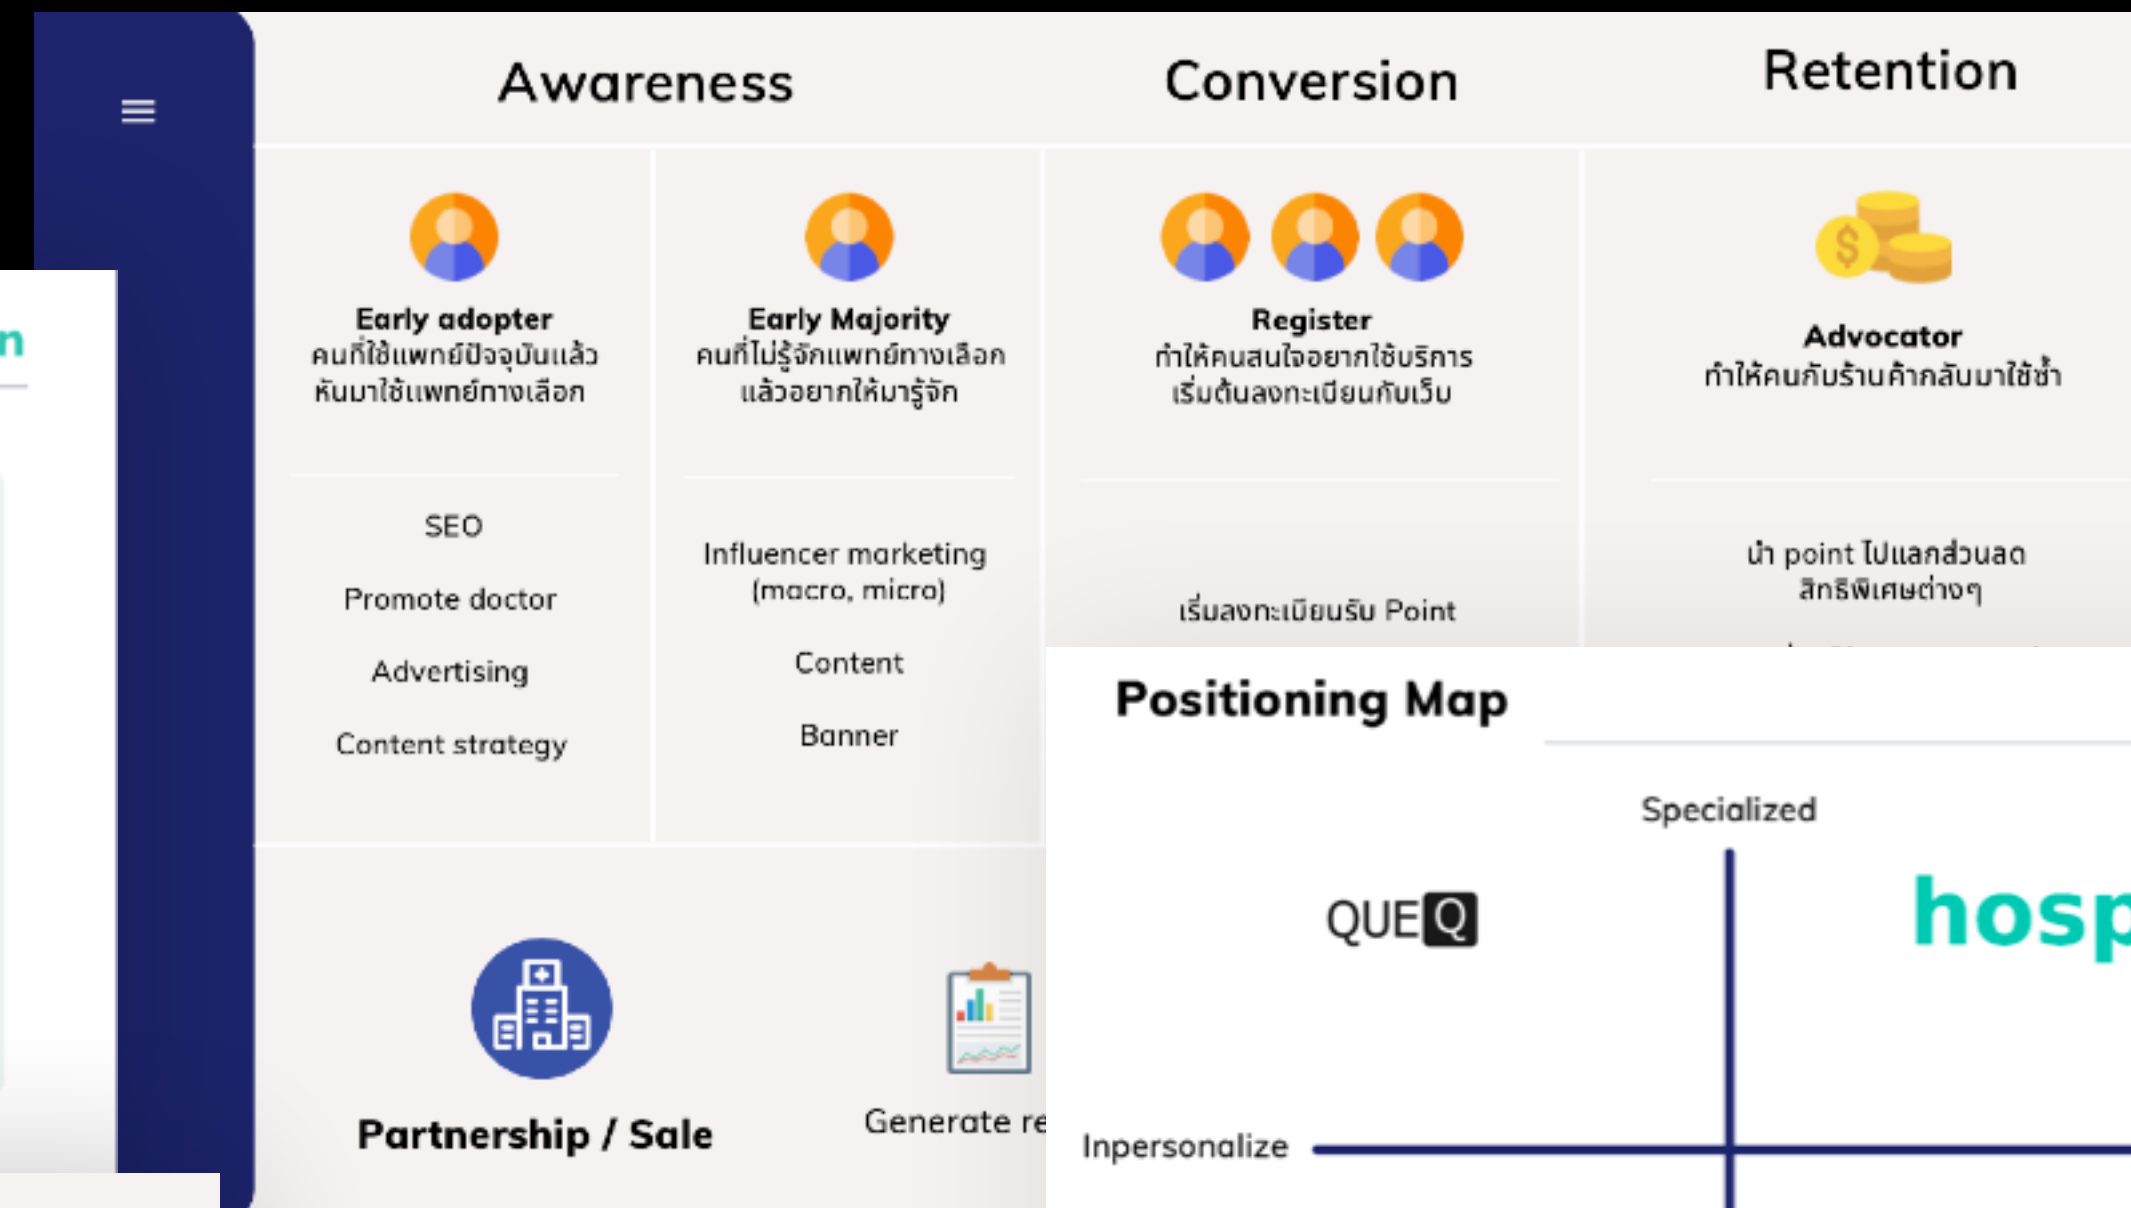 Awareness
Conversion
Retention
Early adopter
คนที่ใช้แพทย์ปัจจุบันแล้ว
หันมาใช้แพทย์ทางเลือก
SEO
Promote doctor
Advertising
Content strategy
Early Majority
คนที่ไม่รู้จักแพทย์ทางเลือก
แล้วอยากให้มารู้จัก
Influencer marketing
(macro, micro)
Content
Banner
Register
ทำให้คนสนใจอยากใช้บริการ
เริ่มต้นลงทะเบียนกับเว็บ
เริ่มลงทะเบียนรับ Point
Advocator
ทำให้คนกับร้านค้ากลับมาใช้ซ้ำ
นำ point ไปแลกส่วนลด
สิทธิพิเศษต่างๆ
Partnership / Sale
Generate re
Positioning Map
Specialized
QUEQ
hosp
Inpersonalize
n